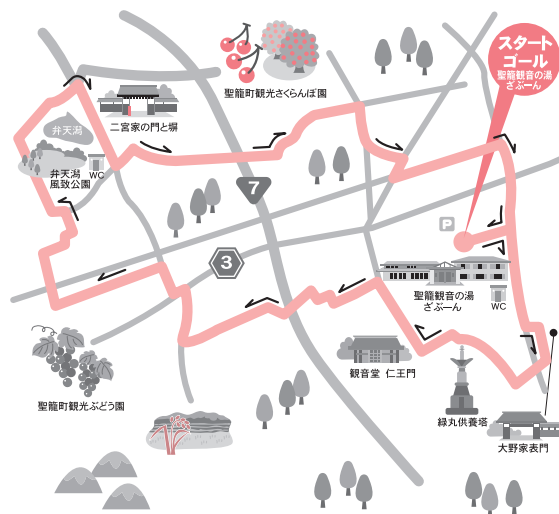 スタート
ゴール
聖籠観音の湯
ざぶーん
聖籠町観光さくらんぼ園
二宮家の門と塀
弁天潟
弁天潟
風致公園
WC
7
P
3
聖籠観音の湯
ざぶーん
WC
観音堂 仁王門
緑丸供養塔
大野家表門
聖籠町観光ぶどう園